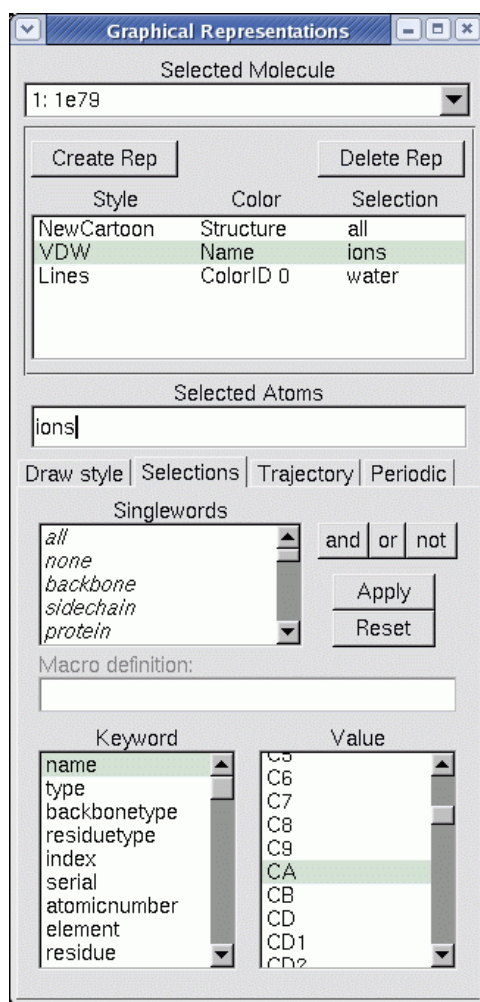 Graphical Representations
Selected Molecule
1: 1e79
Create Rep Delete Rep
Style Color Selection
NewCartoon Structure all
VDW Name ions
Lines ColorID 0 water
Selected Atoms
ions
Draw style Selections Trajectory Periodic
Singlewords
all
none
backbone
sidechain
protein
and or not
Apply
Reset
Macro definition:
Keyword
name
type
backbonetype
residuetype
index
serial
atomicnumber
element
residue
Value
C5
C6
C7
C8
C9
CA
CB
CD
CD1
CD2